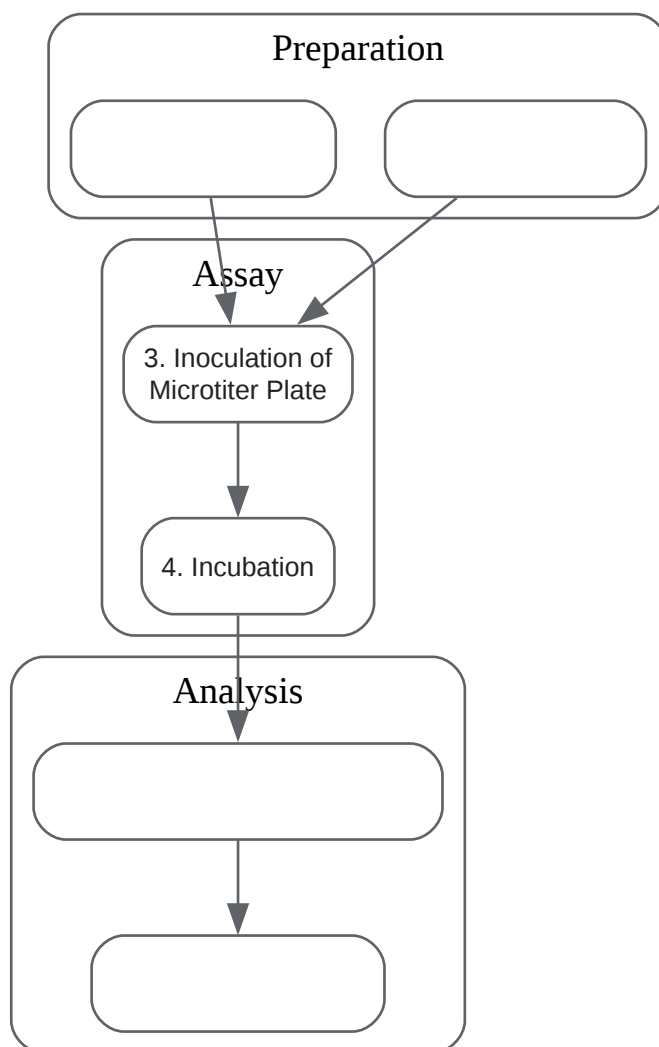 Preparation
Assay
3. Inoculation of
Microtiter Plate
4. Incubation
Analysis